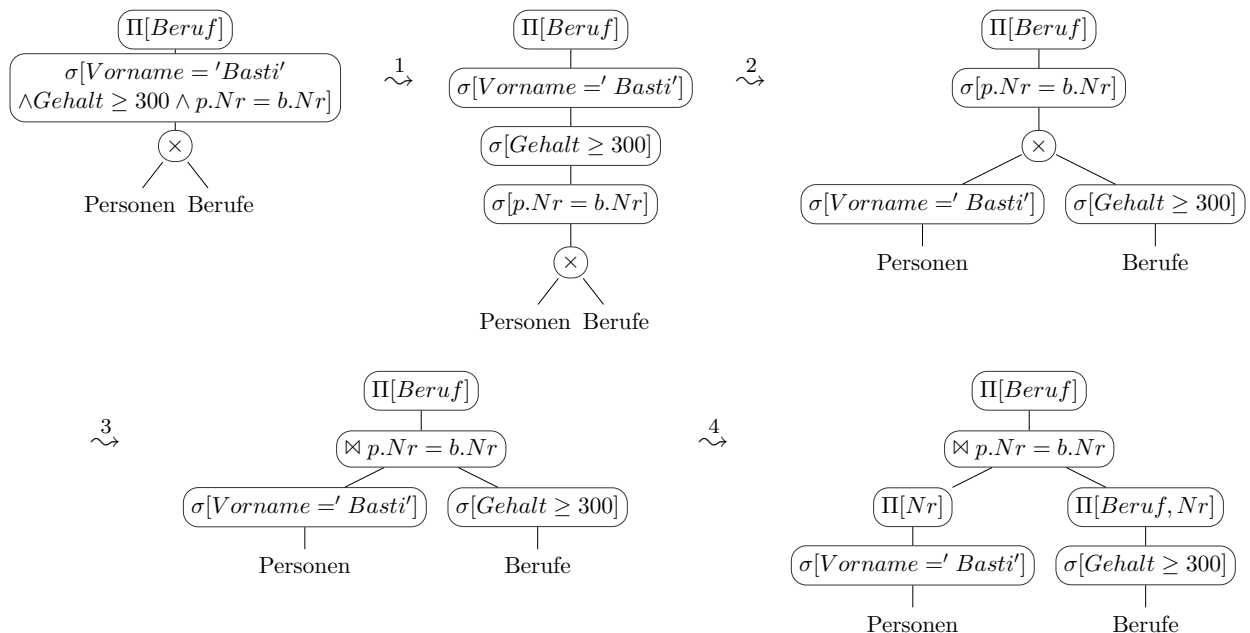 Π[Beruf]
σ[Vorname = 'Basti'
∧Gehalt ≥ 300 ∧ p.Nr = b.Nr]
×
Personen Berufe
1
⤳
Π[Beruf]
σ[Vorname =' Basti']
σ[Gehalt ≥ 300]
σ[p.Nr = b.Nr]
×
Personen Berufe
2
⤳
Π[Beruf]
σ[p.Nr = b.Nr]
×
σ[Vorname =' Basti'] σ[Gehalt ≥ 300]
Personen Berufe
3
⤳
Π[Beruf]
⋈ p.Nr = b.Nr
σ[Vorname =' Basti'] σ[Gehalt ≥ 300]
Personen Berufe
4
⤳
Π[Beruf]
⋈ p.Nr = b.Nr
Π[Nr] Π[Beruf, Nr]
σ[Vorname =' Basti'] σ[Gehalt ≥ 300]
Personen Berufe